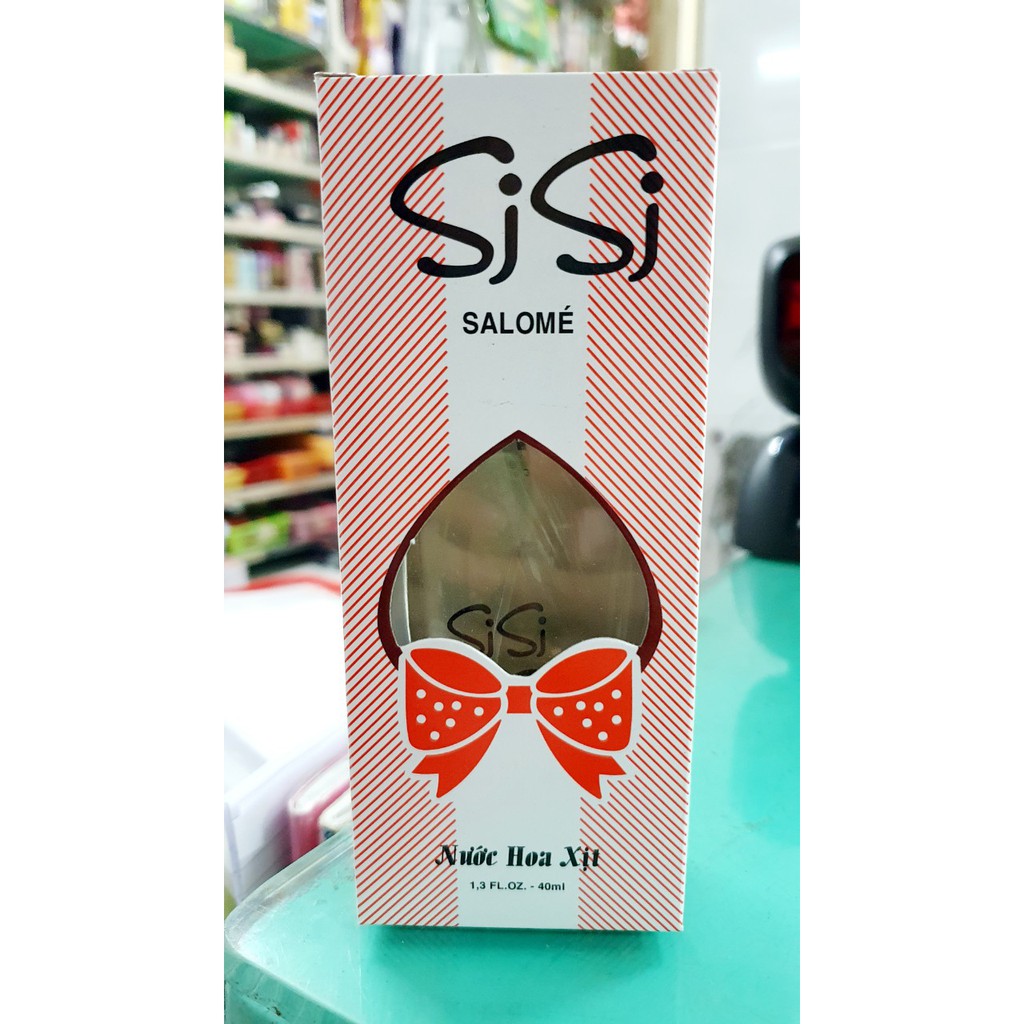 SiSi
SALOMÉ
SiSi
Nước Hoa Xịt
1,3 FL.OZ. - 40ml